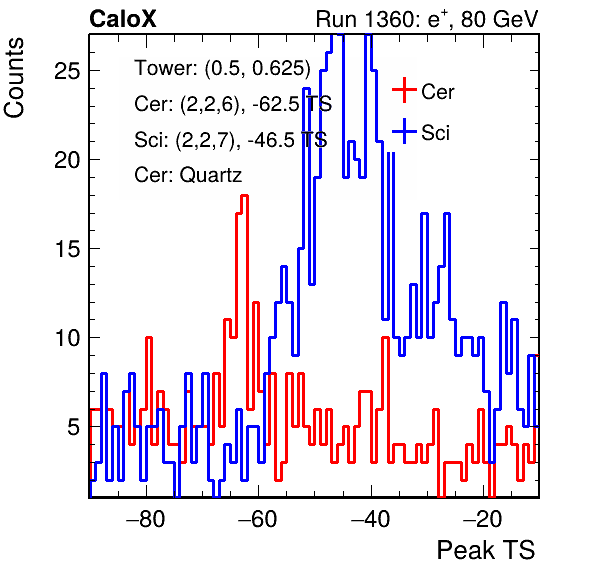 CaloX Run 1360: e+, 80 GeV
Counts
25
20
15
10
5
Tower: (0.5, 0.625)
Cer: (2,2,6), -62.5 TS
Sci: (2,2,7), -46.5 TS
Cer: Quartz
Cer
Sci
−80 −60 −40 −20
Peak TS